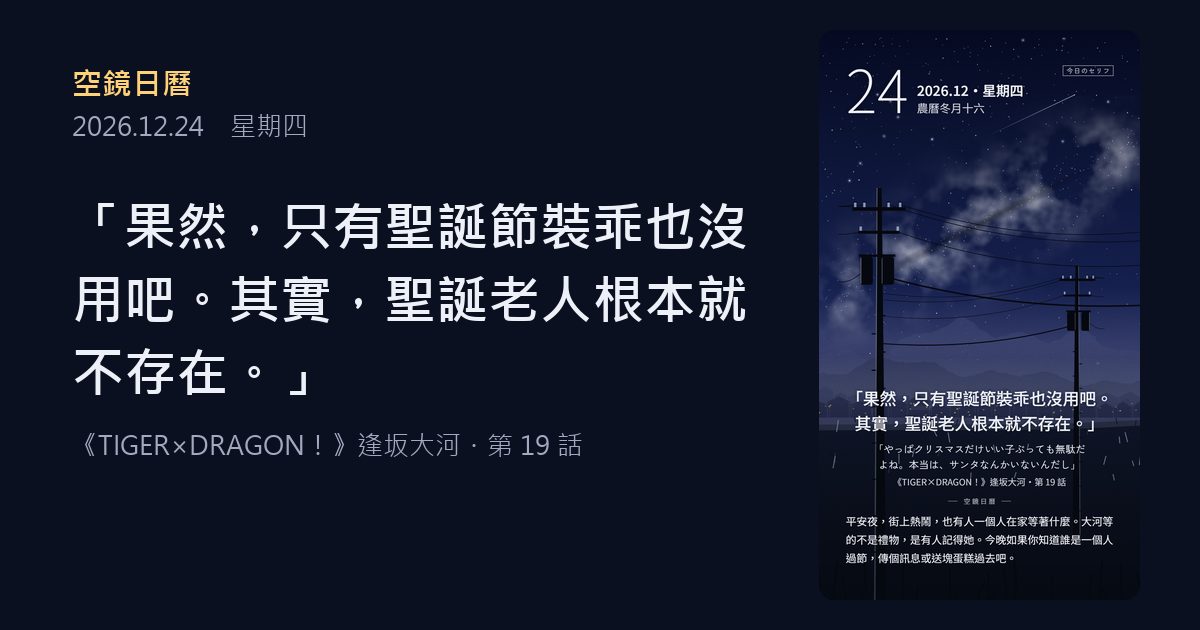 空鏡日曆
2026.12.24 星期四
「果然，只有聖誕節裝乖也沒
用吧。其實，聖誕老人根本就
不存在。」
《TIGER×DRAGON！》逢坂大河・第 19 話
24
2026.12・星期四
農曆冬月十六
今日のセリフ
「果然，只有聖誕節裝乖也沒用吧。
其實，聖誕老人根本就不存在。」
「やっぱクリスマスだけいい子ぶっても無駄だ
よね。本当は、サンタなんかいないんだし」
《TIGER×DRAGON！》逢坂大河・第 19 話
— 空鏡日曆 —
平安夜，街上熱鬧，也有人一個人在家等著什麼。大河等
的不是禮物，是有人記得她。今晚如果你知道誰是一個人
過節，傳個訊息或送塊蛋糕過去吧。